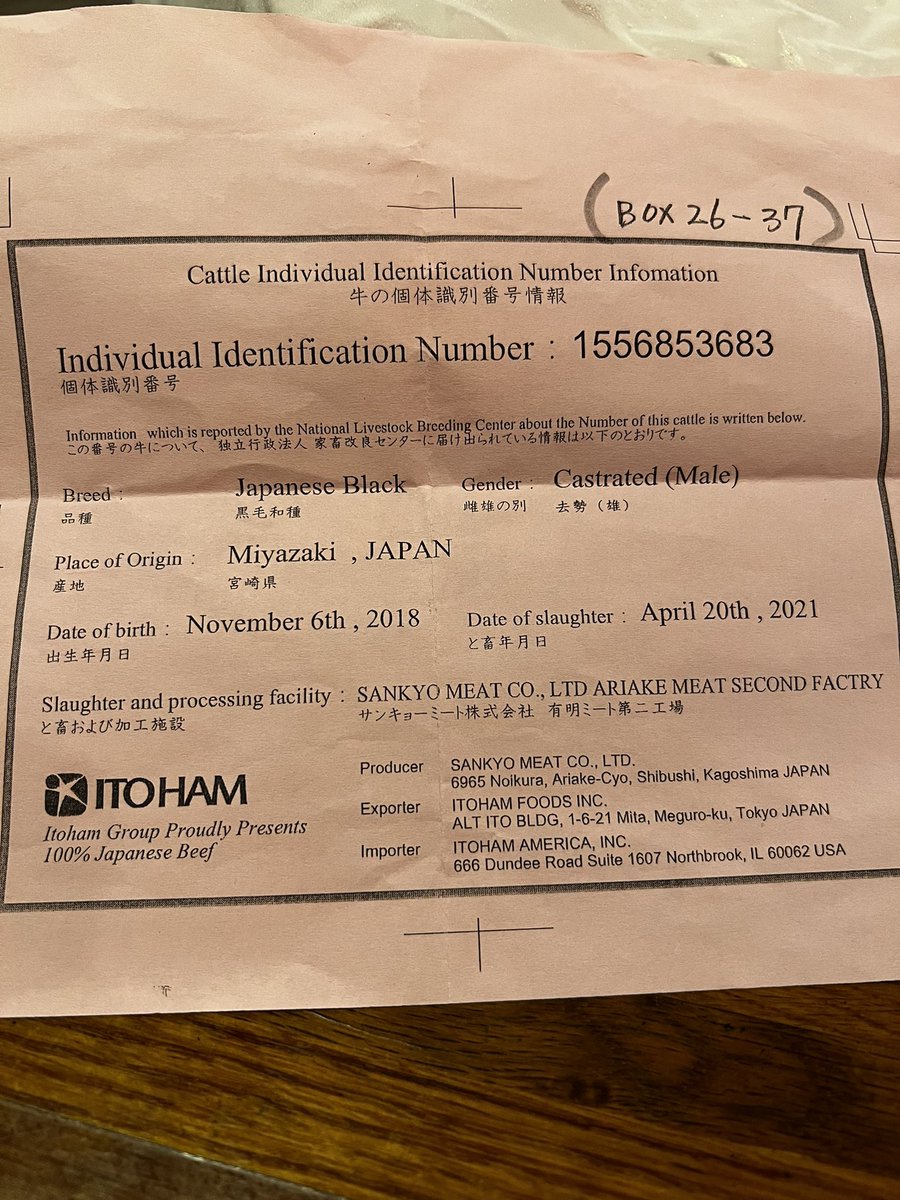 (BOX 26-37)
Cattle Individual Identification Number Infomation
牛の個体識別番号情報
Individual Identification Number : 1556853683
個体識別番号
Information which is reported by the National Livestock Breeding Center about the Number of this cattle is written below.
この番号の牛について、 独立行政法人 家畜改良センターに届け出られている情報は以下のとおりです。
Breed : Japanese Black Gender : Castrated (Male)
品種 黒毛和種 雌雄の別 去勢（雄）
Place of Origin : Miyazaki , JAPAN
産地 宮崎県
Date of birth : November 6th , 2018 Date of slaughter : April 20th , 2021
出生年月日 と畜年月日
Slaughter and processing facility : SANKYO MEAT CO., LTD ARIAKE MEAT SECOND FACTRY
と畜および加工施設 サンキョーミート株式会社 有明ミート第二工場
ITOHAM
Itoham Group Proudly Presents
100% Japanese Beef
Producer SANKYO MEAT CO., LTD.
6965 Noikura, Ariake-Cyo, Shibushi, Kagoshima JAPAN
Exporter ITOHAM FOODS INC.
ALT ITO BLDG, 1-6-21 Mita, Meguro-ku, Tokyo JAPAN
Importer ITOHAM AMERICA, INC.
666 Dundee Road Suite 1607 Northbrook, IL 60062 USA